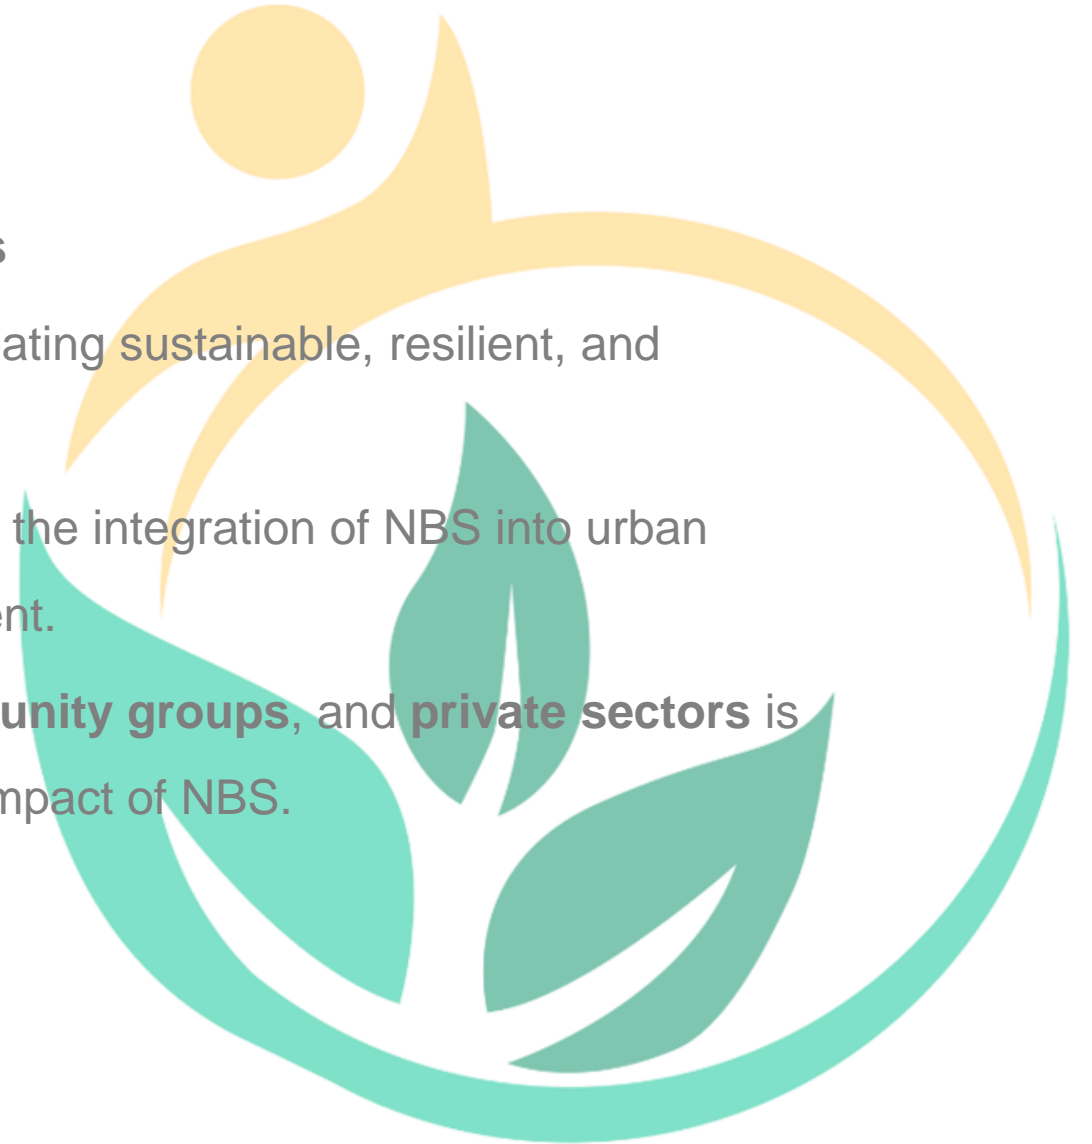 s
ating sustainable, resilient, and
the integration of NBS into urban
ent.
unity groups, and private sectors is
mpact of NBS.